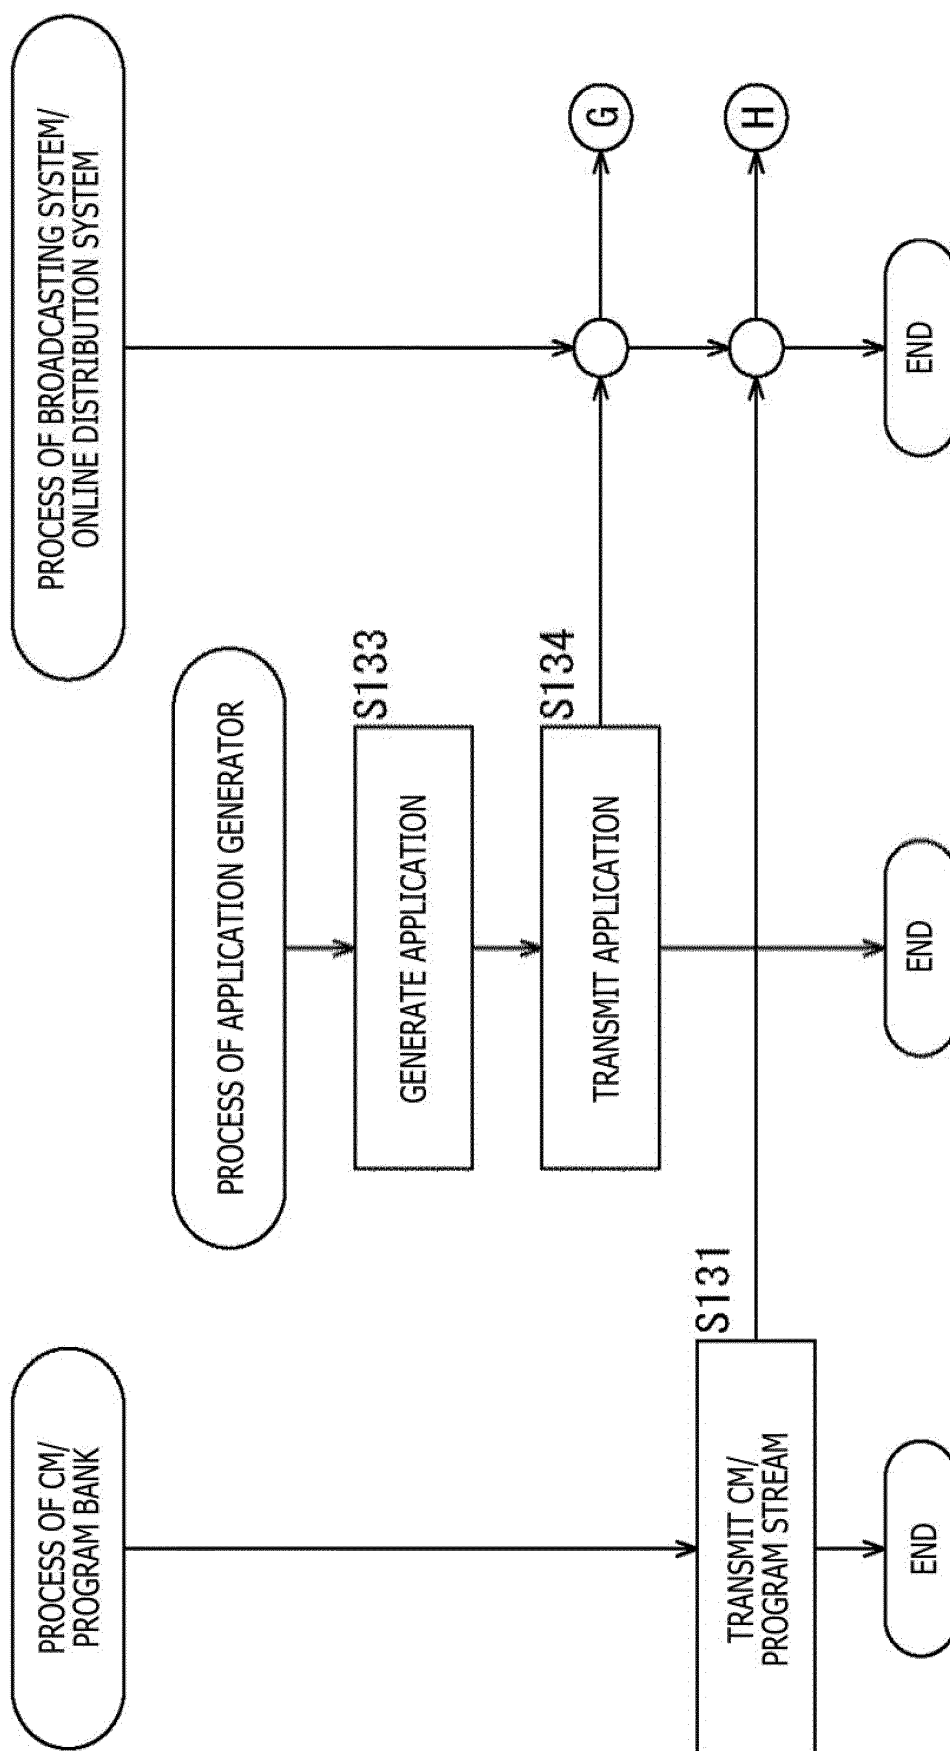 PROCESS OF CM/
PROGRAM BANK
S131
TRANSMIT CM/
PROGRAM STREAM
END
PROCESS OF APPLICATION GENERATOR
S133
GENERATE APPLICATION
S134
TRANSMIT APPLICATION
END
PROCESS OF BROADCASTING SYSTEM/
ONLINE DISTRIBUTION SYSTEM
G
H
END